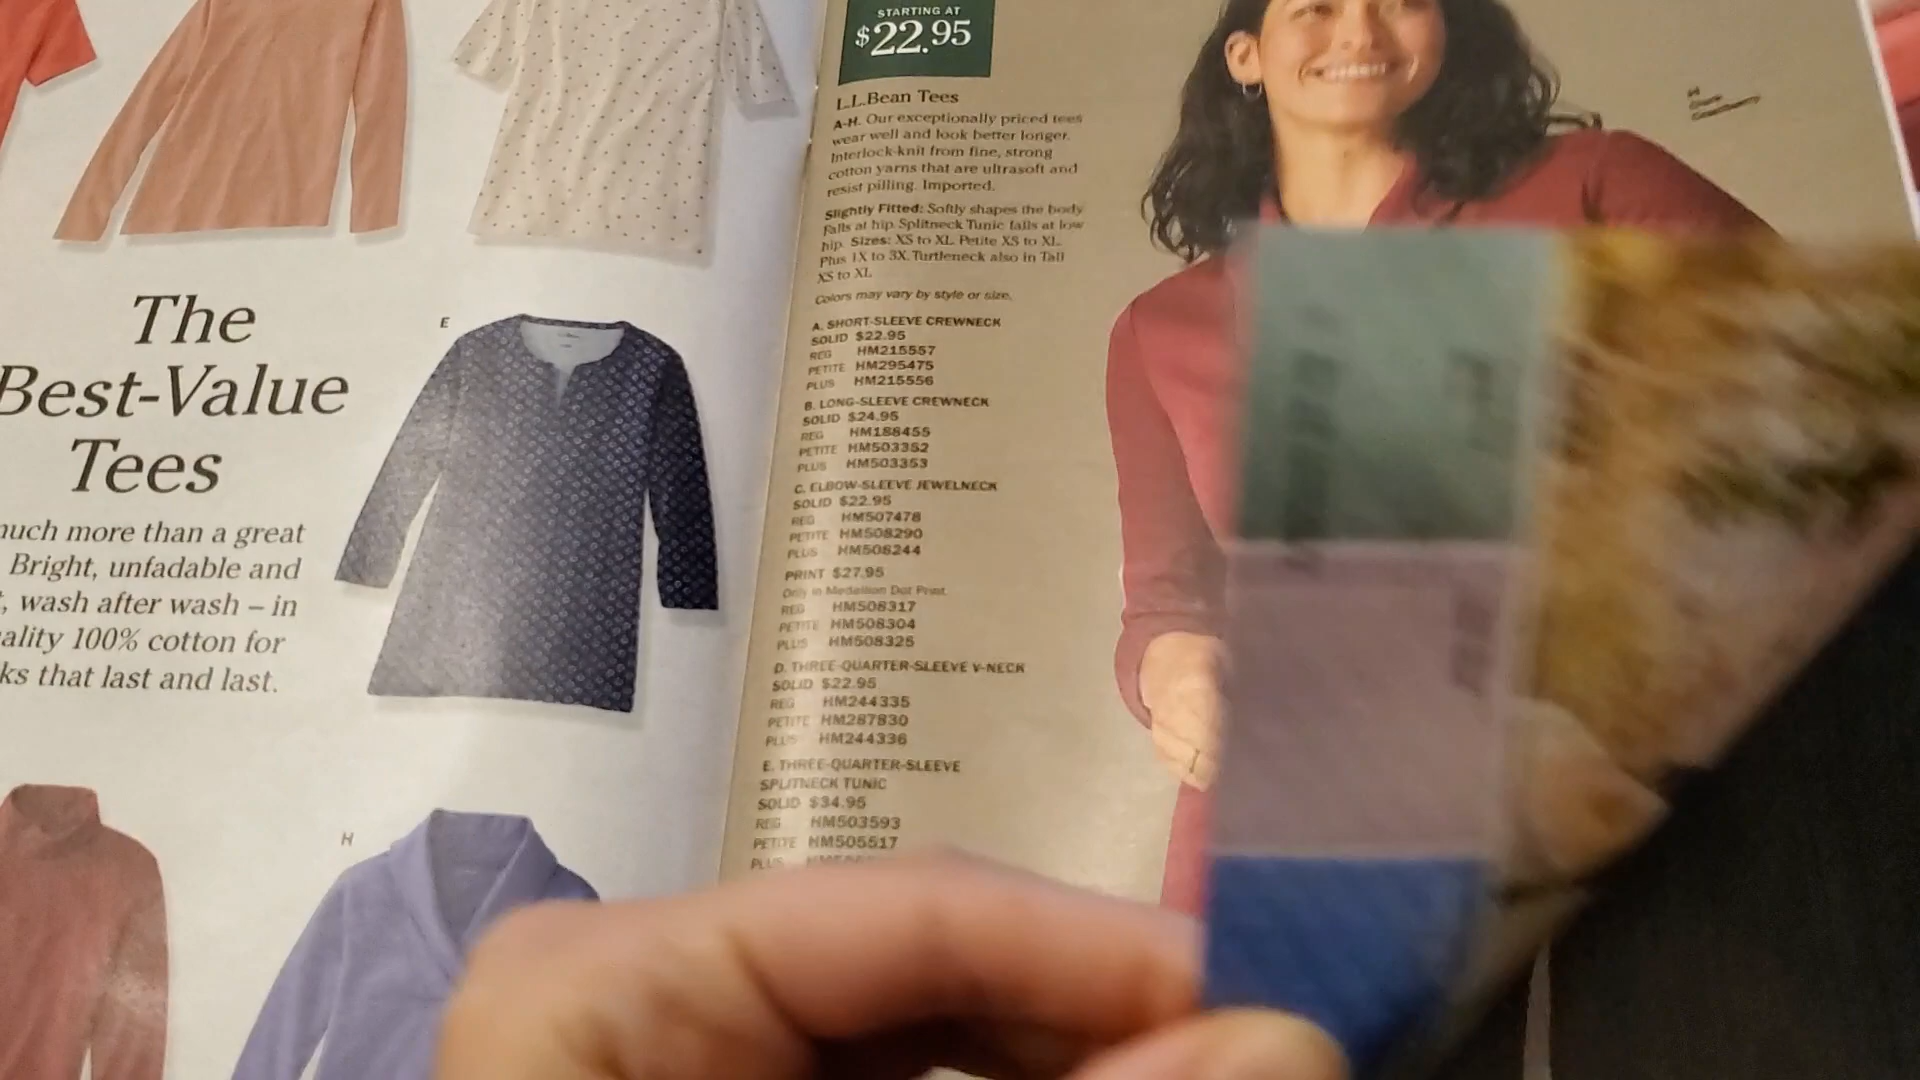 The
Best-Value
Tees
much more than a great
Bright, unfadable and
, wash after wash – in
ality 100% cotton for
ks that last and last.
E
H
STARTING AT
$22.95
L.L.Bean Tees
A-H. Our exceptionally priced tees
wear well and look better longer.
Interlock-knit from fine, strong
cotton yarns that are ultrasoft and
resist pilling. Imported.
Slightly Fitted: Softly shapes the body
Falls at hip. Splitneck Tunic falls at low
hip. Sizes: XS to XL. Petite XS to XL.
Plus 1X to 3X. Turtleneck also in Tall
XS to XL.
Colors may vary by style or size.
A. SHORT-SLEEVE CREWNECK
SOLID $22.95
REG HM215557
PETITE HM295475
PLUS HM215556
B. LONG-SLEEVE CREWNECK
SOLID $24.95
REG HM188455
PETITE HM503352
PLUS HM503353
C. ELBOW-SLEEVE JEWELNECK
SOLID $22.95
REG HM507478
PETITE HM508290
PLUS HM508244
PRINT $27.95
Only in Medallion Dot Print.
REG HM508317
PETITE HM508304
PLUS HM508325
D. THREE-QUARTER-SLEEVE V-NECK
SOLID $22.95
REG HM244335
PETITE HM287830
PLUS HM244336
E. THREE-QUARTER-SLEEVE
SPLITNECK TUNIC
SOLID $34.95
REG HM503593
PETITE HM505517
PLUS